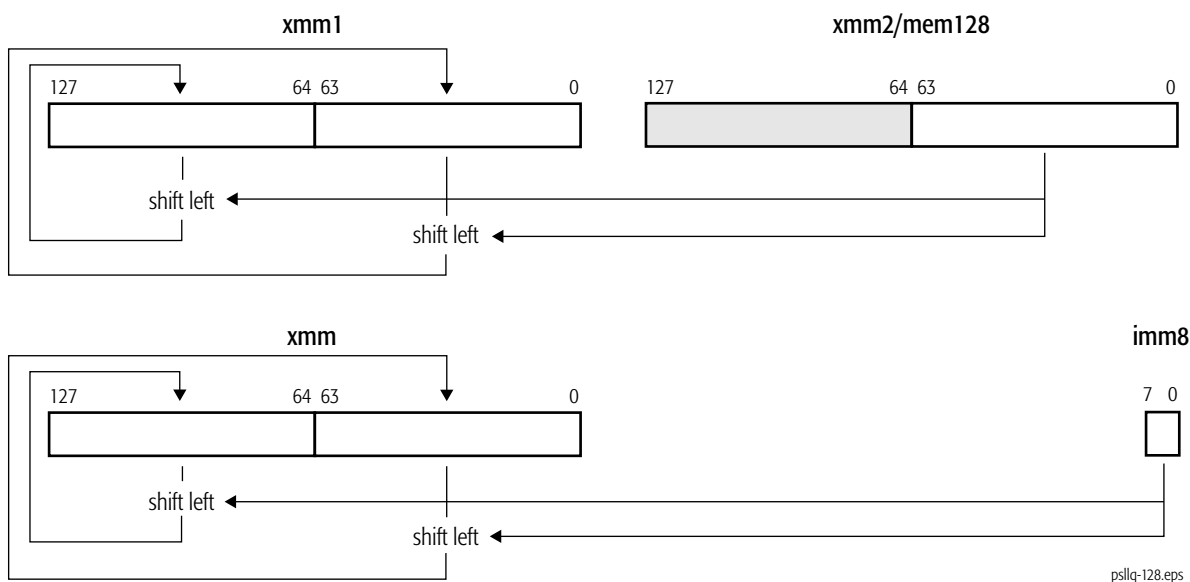 xmm1 xmm2/mem128
127 64 63 0 127 64 63 0
shift left
shift left
xmm imm8
127 64 63 0 7 0
shift left
shift left
psllq-128.eps